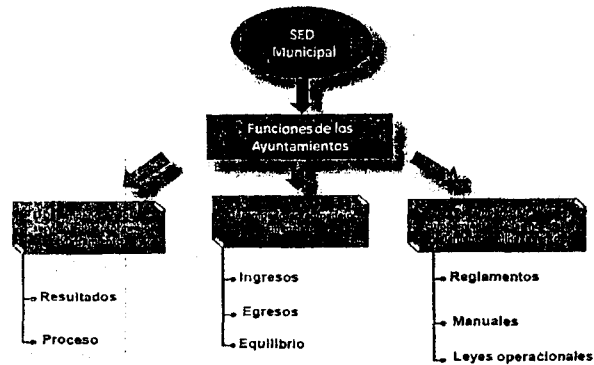 SED
Municipal
Funciones de los
Ayuntamientos
Resultados
Proceso
Ingresos
Egresos
Equilibrio
Reglamentos
Manuales
Leyes operacionales